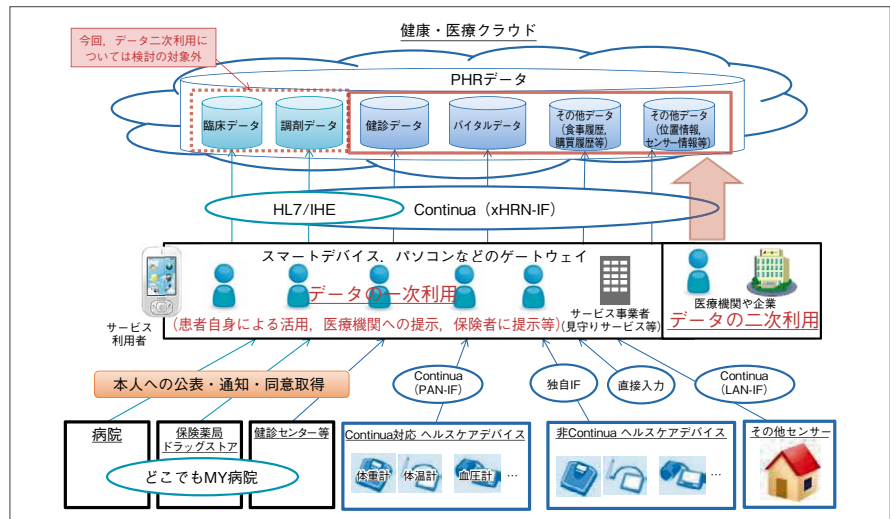 健康・医療クラウド
今回，データ二次利用に
ついては検討の対象外
PHRデータ
臨床データ
調剤データ
健診データ
バイタルデータ
その他データ
（食事履歴，
購買履歴等）
その他データ
（位置情報，
センサー情報等）
HL7/IHE
Continua（xHRN-IF）
スマートデバイス，パソコンなどのゲートウェイ
データの一次利用
（患者自身による活用，医療機関への提示，保険者に提示等）
サービス
利用者
サービス事業者
（見守りサービス等）
医療機関や企業
データの二次利用
本人への公表・通知・同意取得
Continua
（PAN-IF）
独自IF
直接入力
Continua
（LAN-IF）
病院
保険薬局
ドラッグストア
健診センター等
どこでもMY病院
Continua対応 ヘルスケアデバイス
体重計
体温計
血圧計
…
非Continua ヘルスケアデバイス
…
その他センサー